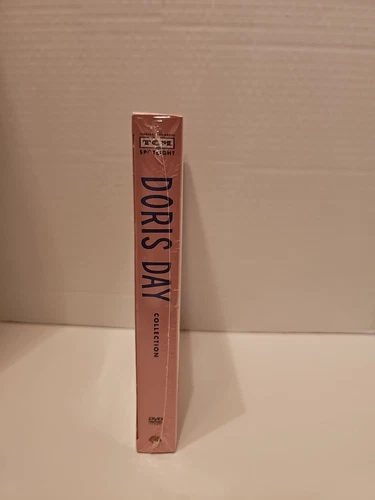 TCM
SPOTLIGHT
DORIS DAY
COLLECTION
DVD